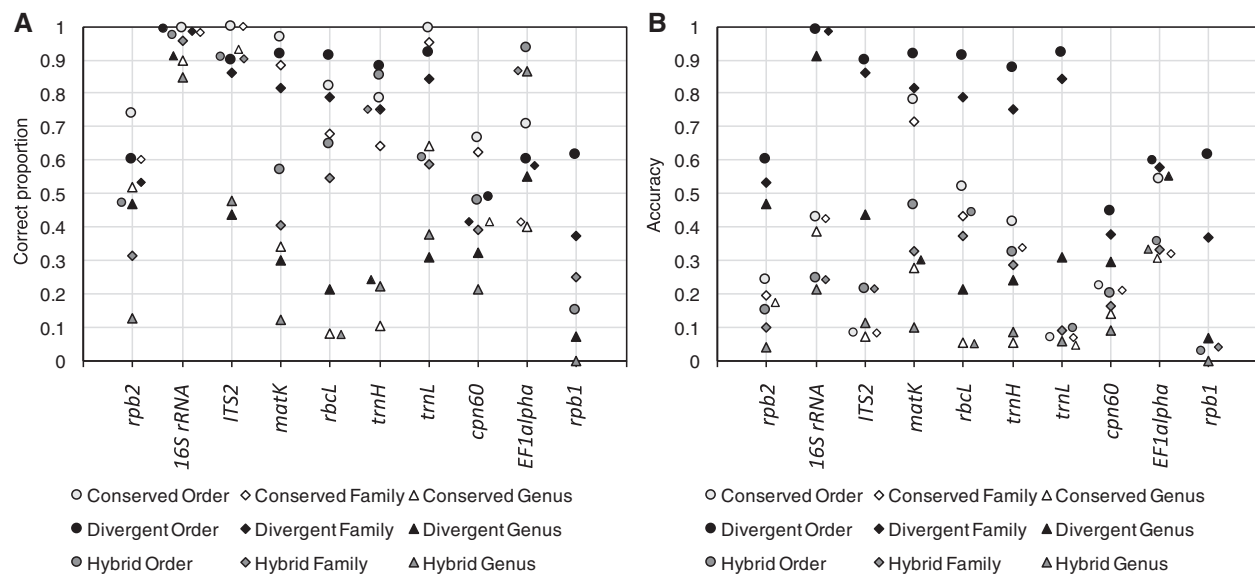 A
Correct proportion
1
0.9
0.8
0.7
0.6
0.5
0.4
0.3
0.2
0.1
0
rpb2
16S rRNA
ITS2
matK
rbcL
trnH
trnL
cpn60
EF1alpha
rpb1
Conserved Order Conserved Family Conserved Genus
Divergent Order Divergent Family Divergent Genus
Hybrid Order Hybrid Family Hybrid Genus
B
Accuracy
1
0.9
0.8
0.7
0.6
0.5
0.4
0.3
0.2
0.1
0
rpb2
16S rRNA
ITS2
matK
rbcL
trnH
trnL
cpn60
EF1alpha
rpb1
Conserved Order Conserved Family Conserved Genus
Divergent Order Divergent Family Divergent Genus
Hybrid Order Hybrid Family Hybrid Genus